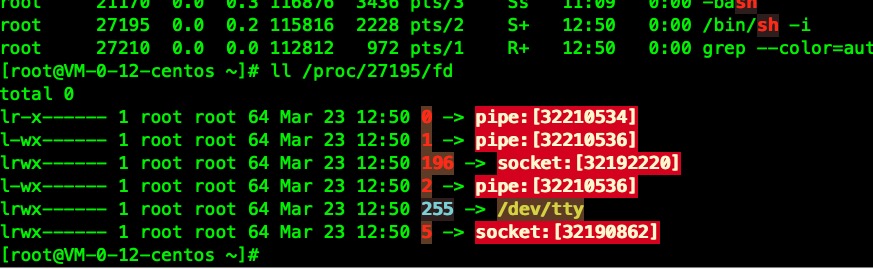 root 21170 0.0 0.3 116876 3436 pts/3 Ss 11:09 0:00 -bash
root 27195 0.0 0.2 115816 2228 pts/2 S+ 12:50 0:00 /bin/sh -i
root 27210 0.0 0.0 112812 972 pts/1 R+ 12:50 0:00 grep --color=aut
[root@VM-0-12-centos ~]# ll /proc/27195/fd
total 0
lr-x------ 1 root root 64 Mar 23 12:50 0 -> pipe:[32210534]
l-wx------ 1 root root 64 Mar 23 12:50 1 -> pipe:[32210536]
lrwx------ 1 root root 64 Mar 23 12:50 196 -> socket:[32192220]
l-wx------ 1 root root 64 Mar 23 12:50 2 -> pipe:[32210536]
lrwx------ 1 root root 64 Mar 23 12:50 255 -> /dev/tty
lrwx------ 1 root root 64 Mar 23 12:50 5 -> socket:[32190862]
[root@VM-0-12-centos ~]#